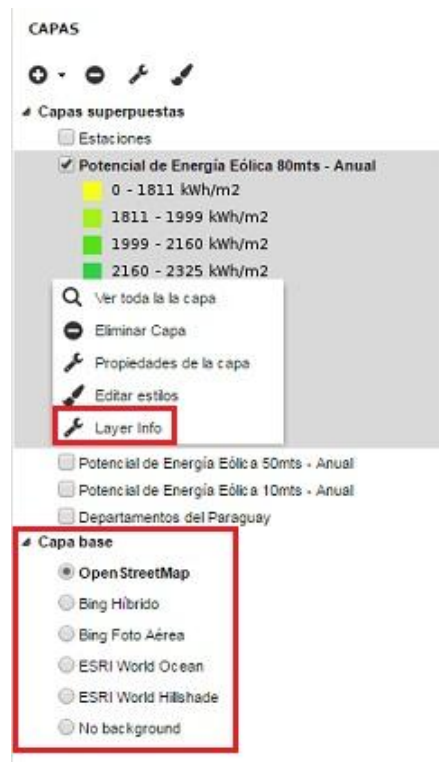 CAPAS
Capas superpuestas
Estaciones
Potencial de Energía Eólica 80mts - Anual
0 - 1811 kWh/m2
1811 - 1999 kWh/m2
1999 - 2160 kWh/m2
2160 - 2325 kWh/m2
Ver toda la la capa
Eliminar Capa
Propiedades de la capa
Editar estilos
Layer Info
Potencial de Energía Eólica 50mts - Anual
Potencial de Energía Eólica 10mts - Anual
Departamentos del Paraguay
Capa base
OpenStreetMap
Bing Híbrido
Bing Foto Aérea
ESRI World Ocean
ESRI World Hillshade
No background